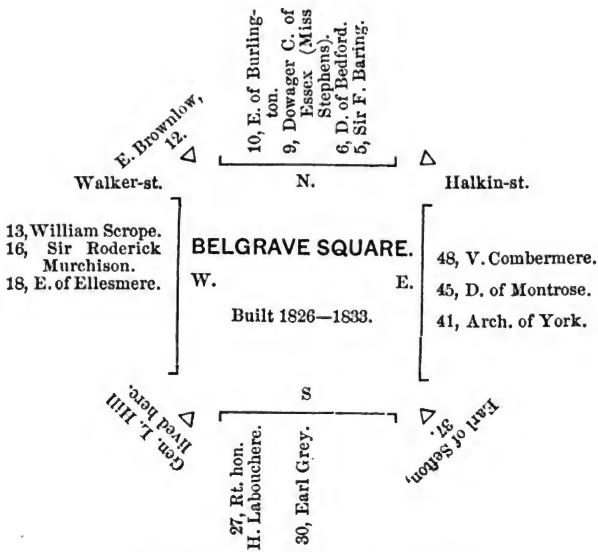 E. Brownlow,
12.
10, E. of Burling-
ton.
9, Dowager C. of
Essex (Miss
Stephens).
6, D. of Bedford.
5, Sir F. Baring.
Walker-st.
N.
Halkin-st.
13, William Scrope.
16, Sir Roderick
Murchison.
18, E. of Ellesmere.
BELGRAVE SQUARE.
W.
E.
Built 1826—1833.
48, V. Combermere.
45, D. of Montrose.
41, Arch. of York.
S
Gen. L. Hill
lived here.
27, Rt. hon.
H. Labouchere.
30, Earl Grey.
Earl of Sefton,
37.